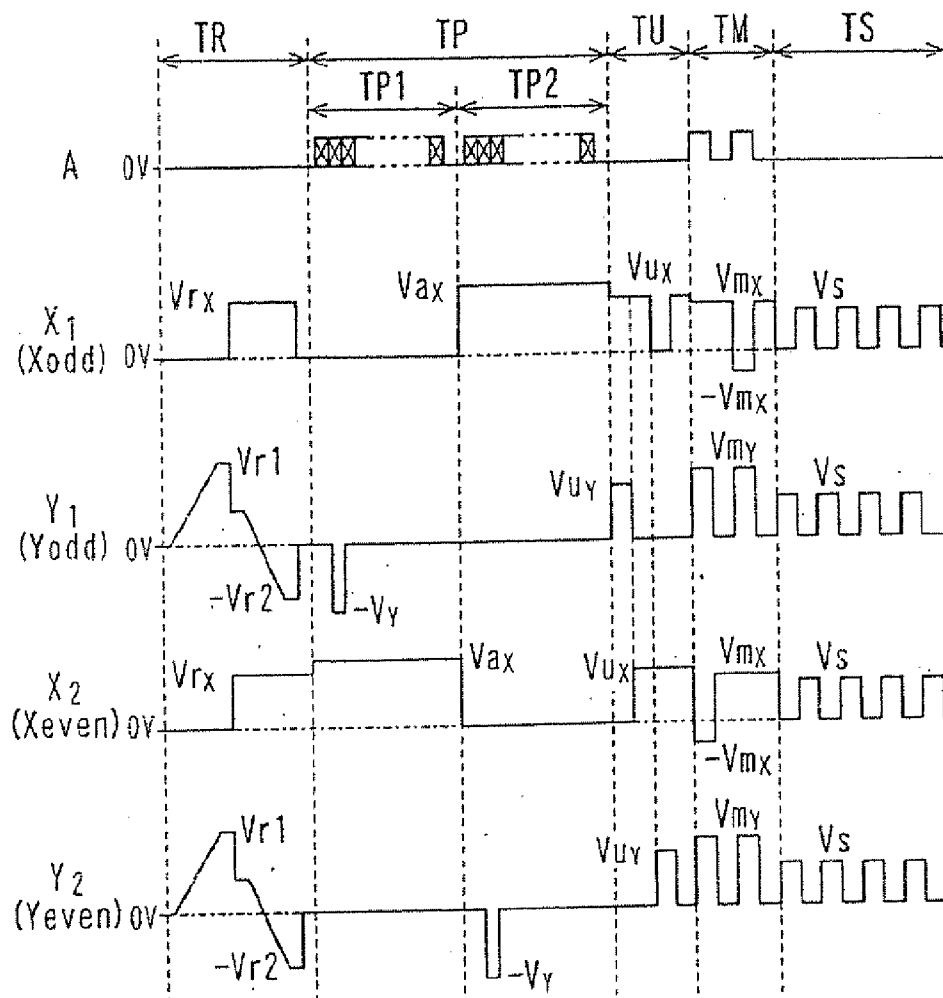 TR TP TU TM TS
TP1 TP2
A 0V
VrX VaX VuX VmX Vs
X1
(Xodd) 0V
-VmX
Vr1 VuY VmY Vs
Y1
(Yodd) 0V
-Vr2 -VY
VrX VaX VuX VmX Vs
X2
(Xeven) 0V
-VmX
Vr1 VuY VmY Vs
Y2
(Yeven) 0V
-Vr2 -VY